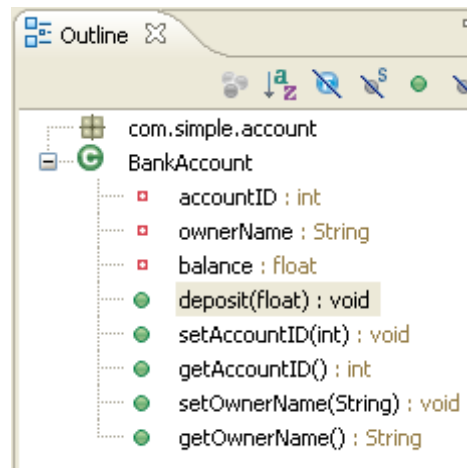 Outline
a
z
S
com.simple.account
BankAccount
accountID : int
ownerName : String
balance : float
deposit(float) : void
setAccountID(int) : void
getAccountID() : int
setOwnerName(String) : void
getOwnerName() : String